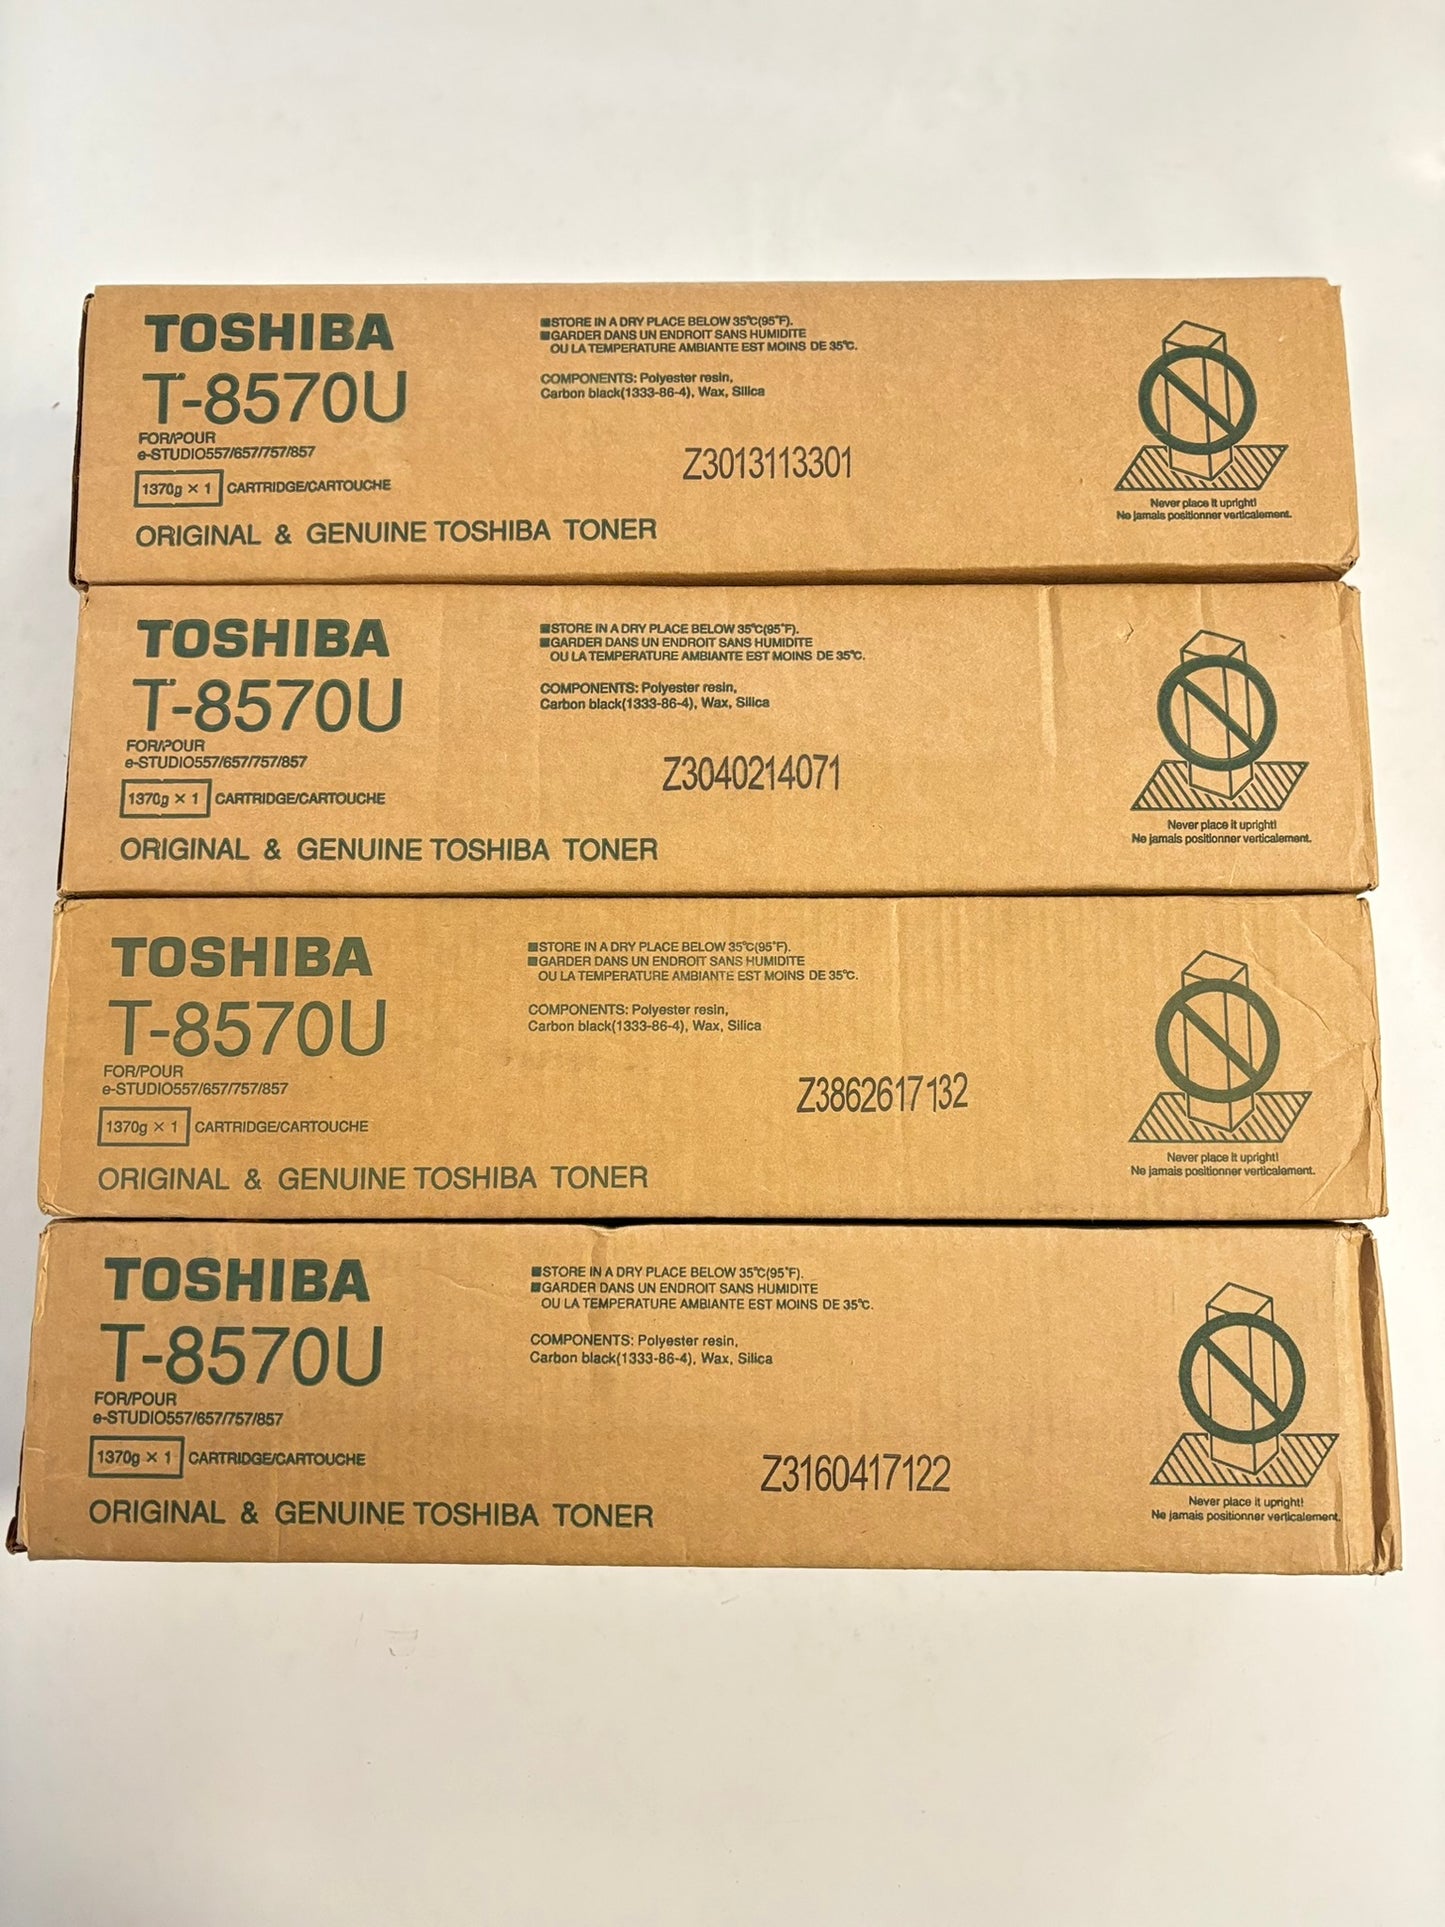 TOSHIBA
T-8570U
FOR/POUR
e-STUDIO557/657/757/857
1370g × 1 CARTRIDGE/CARTOUCHE
ORIGINAL & GENUINE TOSHIBA TONER
■STORE IN A DRY PLACE BELOW 35°C(95°F).
■GARDER DANS UN ENDROIT SANS HUMIDITE
OU LA TEMPERATURE AMBIANTE EST MOINS DE 35°C.
COMPONENTS: Polyester resin,
Carbon black(1333-86-4), Wax, Silica
Z3013113301
Never place it upright!
Ne jamais positionner verticalement.
TOSHIBA
T-8570U
FOR/POUR
e-STUDIO557/657/757/857
1370g × 1 CARTRIDGE/CARTOUCHE
ORIGINAL & GENUINE TOSHIBA TONER
■STORE IN A DRY PLACE BELOW 35°C(95°F).
■GARDER DANS UN ENDROIT SANS HUMIDITE
OU LA TEMPERATURE AMBIANTE EST MOINS DE 35°C.
COMPONENTS: Polyester resin,
Carbon black(1333-86-4), Wax, Silica
Z3040214071
Never place it upright!
Ne jamais positionner verticalement.
TOSHIBA
T-8570U
FOR/POUR
e-STUDIO557/657/757/857
1370g × 1 CARTRIDGE/CARTOUCHE
ORIGINAL & GENUINE TOSHIBA TONER
■STORE IN A DRY PLACE BELOW 35°C(95°F).
■GARDER DANS UN ENDROIT SANS HUMIDITE
OU LA TEMPERATURE AMBIANTE EST MOINS DE 35°C.
COMPONENTS: Polyester resin,
Carbon black(1333-86-4), Wax, Silica
Z3862617132
Never place it upright!
Ne jamais positionner verticalement.
TOSHIBA
T-8570U
FOR/POUR
e-STUDIO557/657/757/857
1370g × 1 CARTRIDGE/CARTOUCHE
ORIGINAL & GENUINE TOSHIBA TONER
■STORE IN A DRY PLACE BELOW 35°C(95°F).
■GARDER DANS UN ENDROIT SANS HUMIDITE
OU LA TEMPERATURE AMBIANTE EST MOINS DE 35°C.
COMPONENTS: Polyester resin,
Carbon black(1333-86-4), Wax, Silica
Z3160417122
Never place it upright!
Ne jamais positionner verticalement.